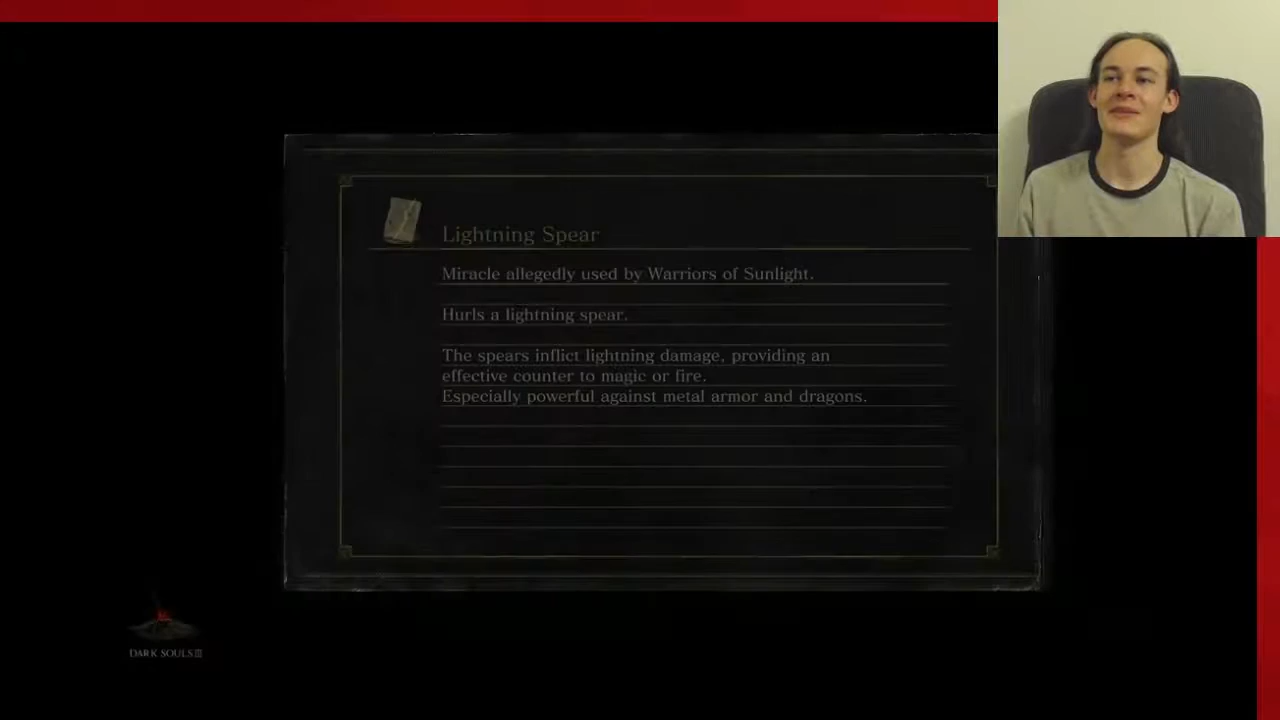 Lightning Spear
Miracle allegedly used by Warriors of Sunlight.
Hurls a lightning spear.
The spears inflict lightning damage, providing an
effective counter to magic or fire.
Especially powerful against metal armor and dragons.
DARK SOULS III